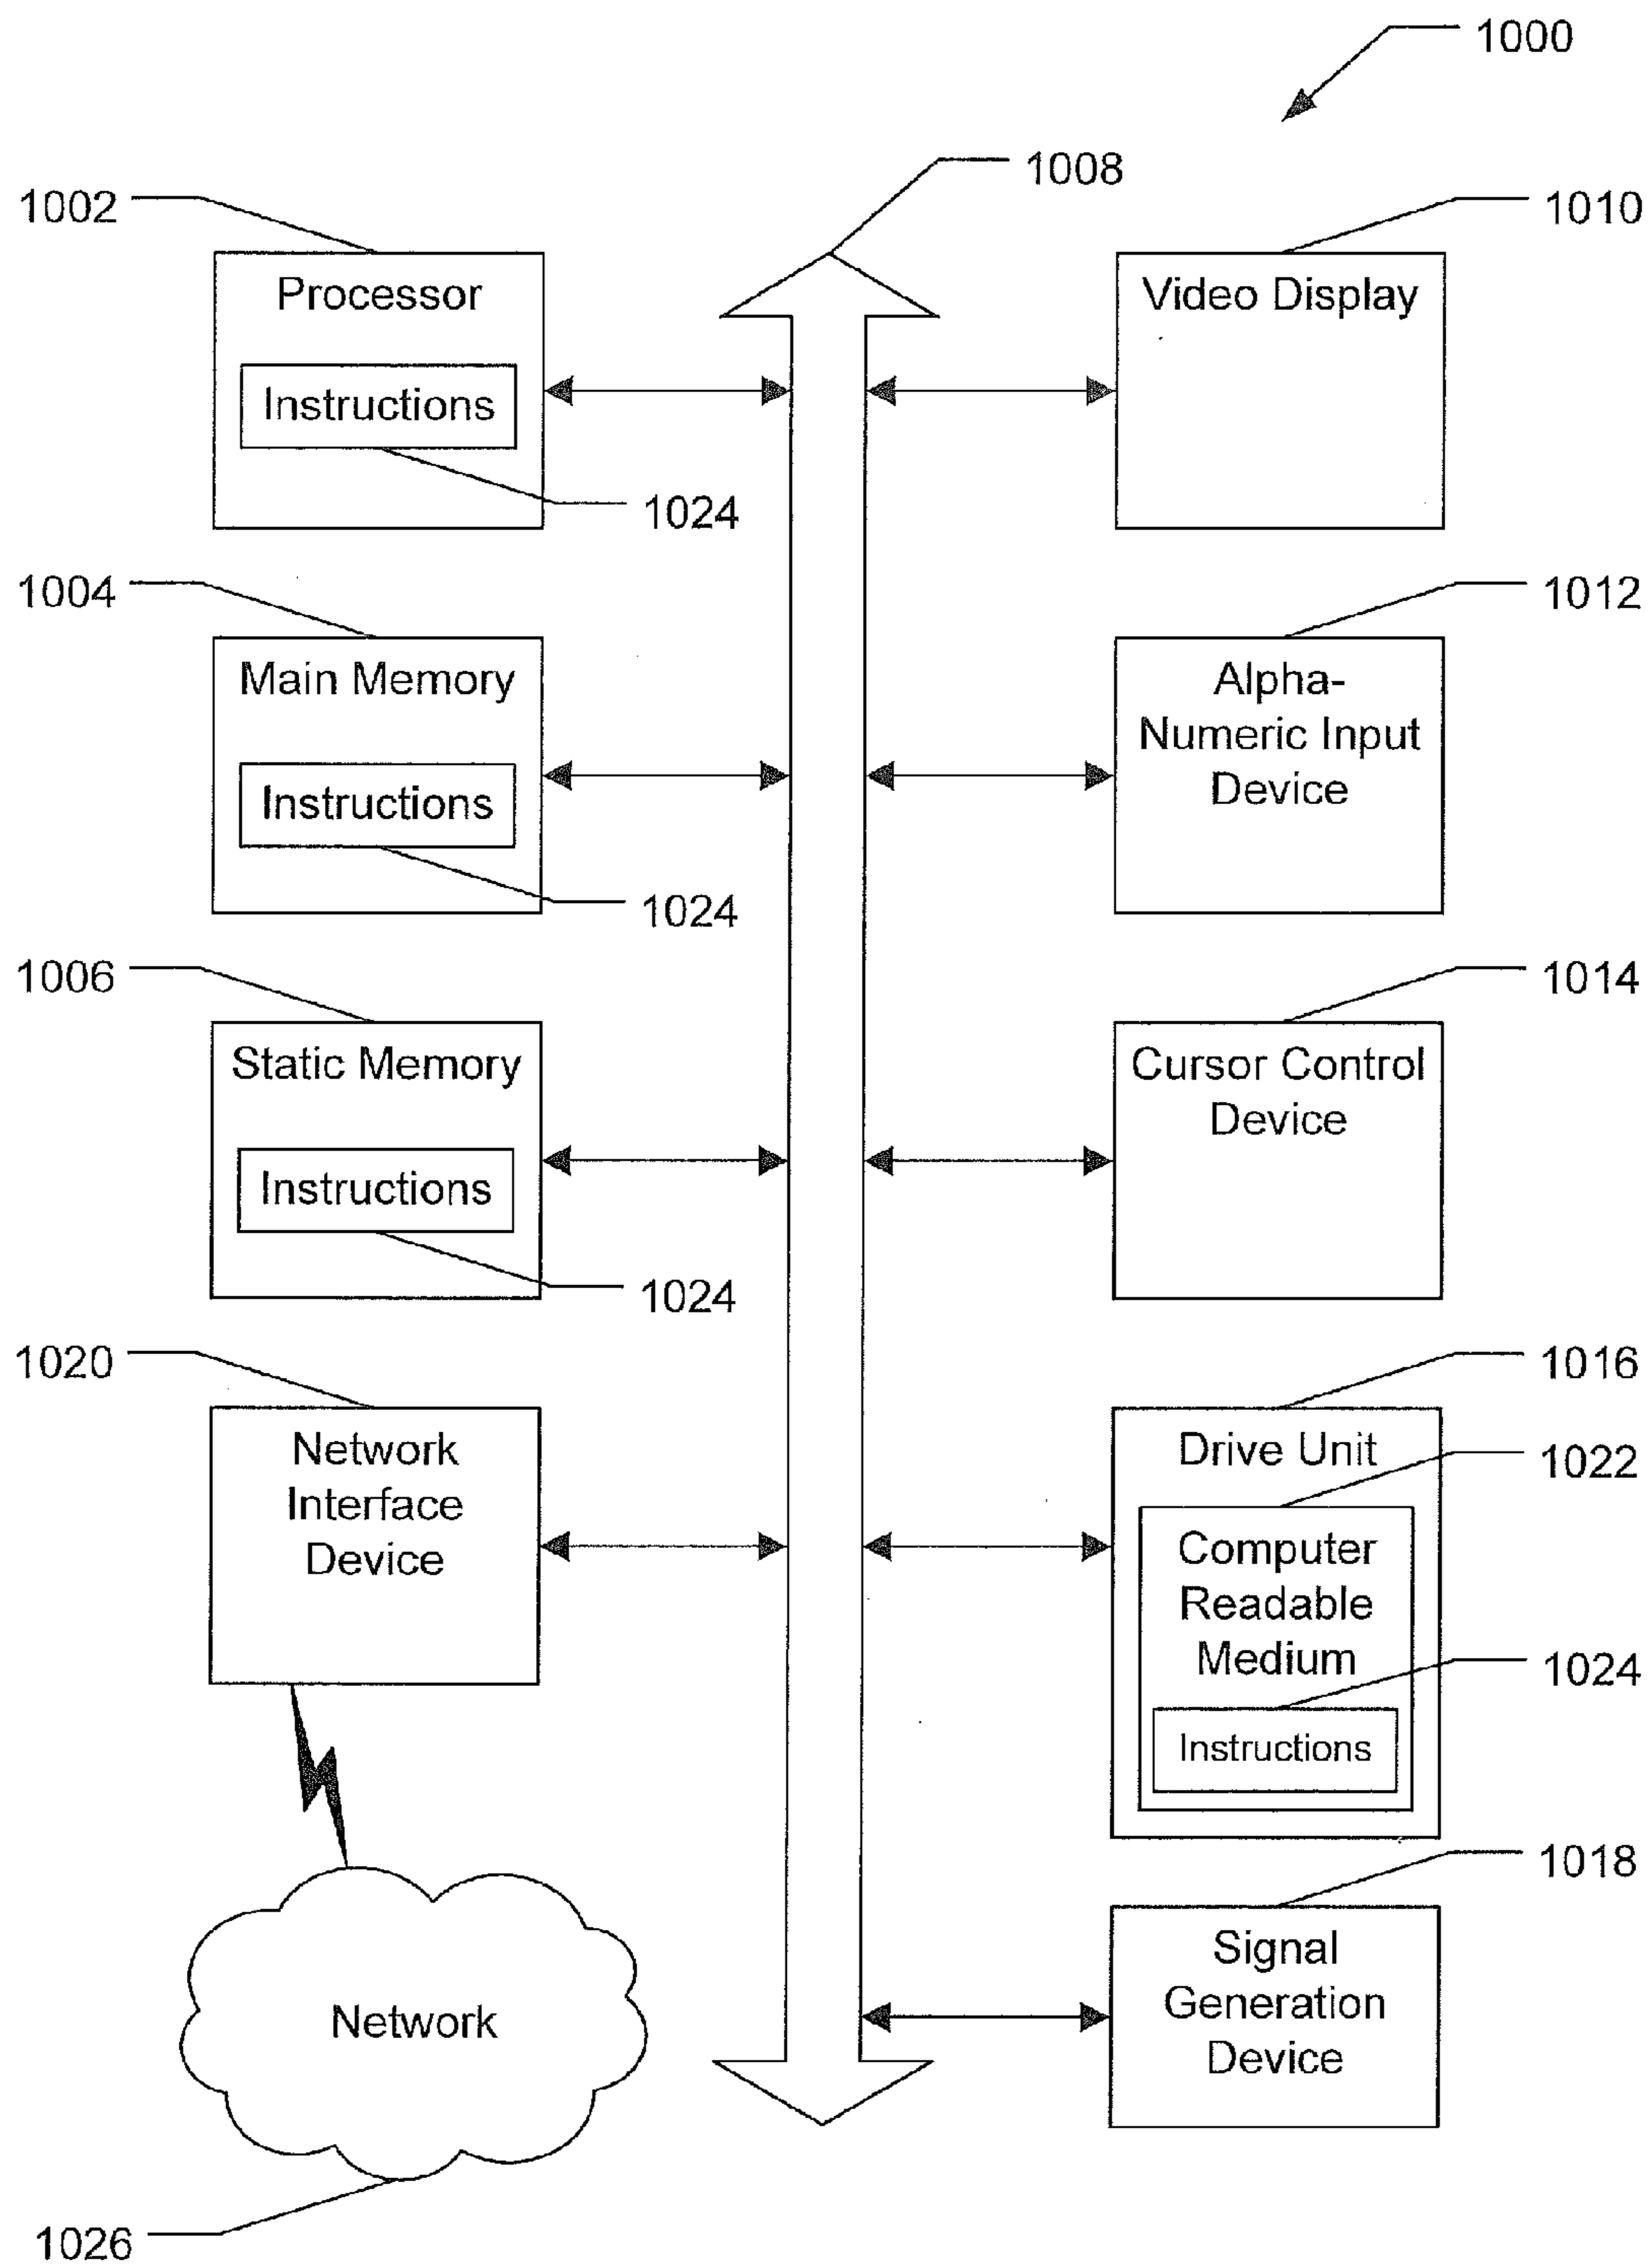 1000
1008
1002
1010
Processor
Instructions
1024
Video Display
1004
1012
Main Memory
Instructions
1024
Alpha-
Numeric Input
Device
1006
1014
Static Memory
Instructions
1024
Cursor Control
Device
1020
1016
Network
Interface
Device
Drive Unit
1022
Computer
Readable
Medium
1024
Instructions
1018
Signal
Generation
Device
Network
1026